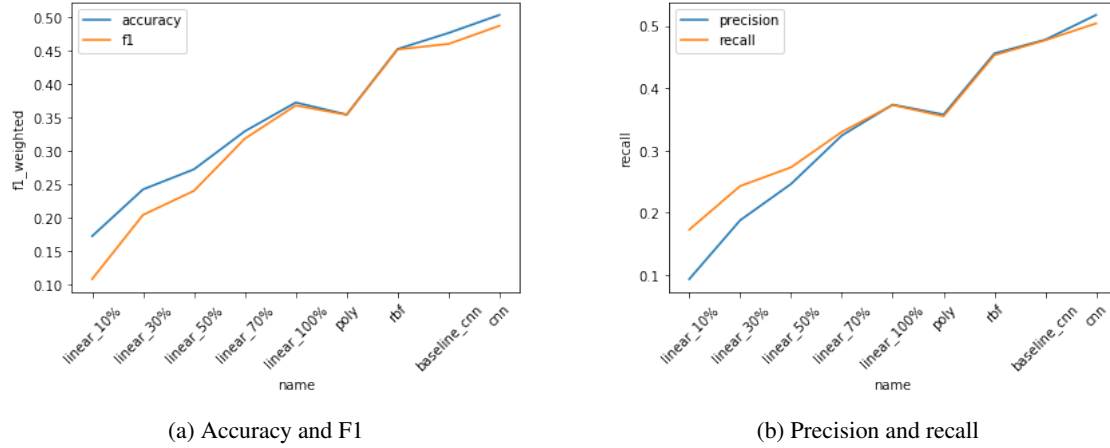 accuracy
f1
0.50
0.45
0.40
0.35
0.30
0.25
0.20
0.15
0.10
f1_weighted
linear_10%
linear_30%
linear_50%
linear_70%
linear_100%
poly
rbf
baseline_cnn
cnn
name
(a) Accuracy and F1
precision
recall
0.5
0.4
0.3
0.2
0.1
recall
linear_10%
linear_30%
linear_50%
linear_70%
linear_100%
poly
rbf
baseline_cnn
cnn
name
(b) Precision and recall